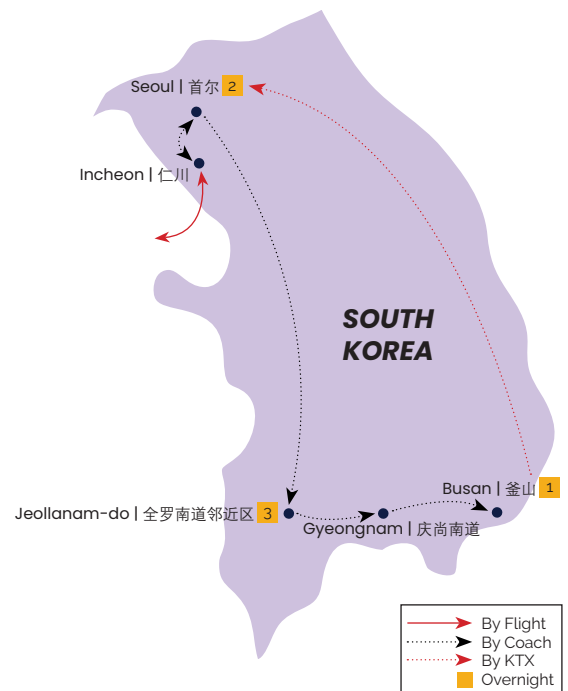 Seoul | 首尔 2
Incheon | 仁川
SOUTH
KOREA
Busan | 釜山 1
Jeollanam-do | 全罗南道邻近区 3
Gyeongnam | 庆尚南道
By Flight
By Coach
By KTX
Overnight